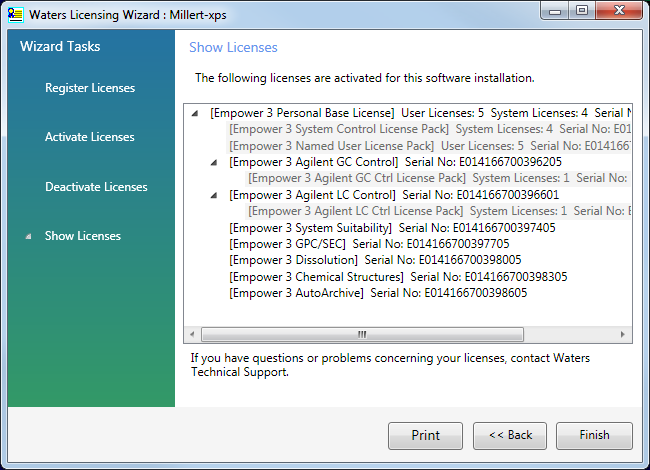 Waters Licensing Wizard : Millert-xps
Wizard Tasks
Register Licenses
Activate Licenses
Deactivate Licenses
Show Licenses
Show Licenses
The following licenses are activated for this software installation.
[Empower 3 Personal Base License] User Licenses: 5 System Licenses: 4 Serial
[Empower 3 System Control License Pack] System Licenses: 4 Serial No: E01
[Empower 3 Named User License Pack] User Licenses: 5 Serial No: E014166
[Empower 3 Agilent GC Control] Serial No: E014166700396205
[Empower 3 Agilent GC Ctrl License Pack] System Licenses: 1 Serial No:
[Empower 3 Agilent LC Control] Serial No: E014166700396601
[Empower 3 Agilent LC Ctrl License Pack] System Licenses: 1 Serial No:
[Empower 3 System Suitability] Serial No: E014166700397405
[Empower 3 GPC/SEC] Serial No: E014166700397705
[Empower 3 Dissolution] Serial No: E014166700398005
[Empower 3 Chemical Structures] Serial No: E014166700398305
[Empower 3 AutoArchive] Serial No: E014166700398605
If you have questions or problems concerning your licenses, contact Waters
Technical Support.
Print
<< Back
Finish